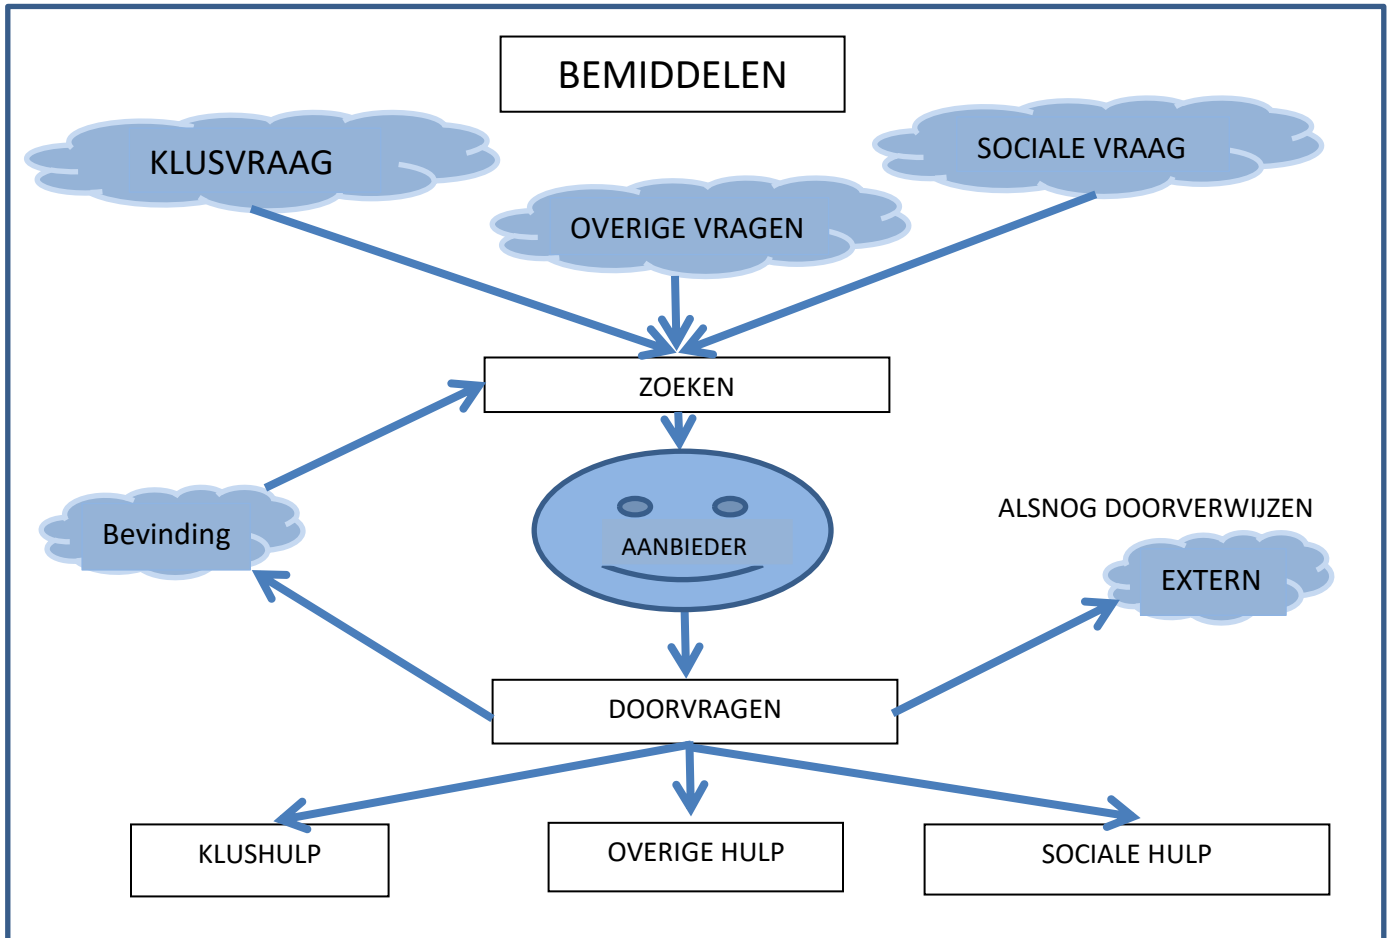 BEMIDDELEN
KLUSVRAAG
SOCIALE VRAAG
OVERIGE VRAGEN
ZOEKEN
Bevinding
AANBIEDER
ALSNOG DOORVERWIJZEN
EXTERN
DOORVRAGEN
KLUSHULP
OVERIGE HULP
SOCIALE HULP